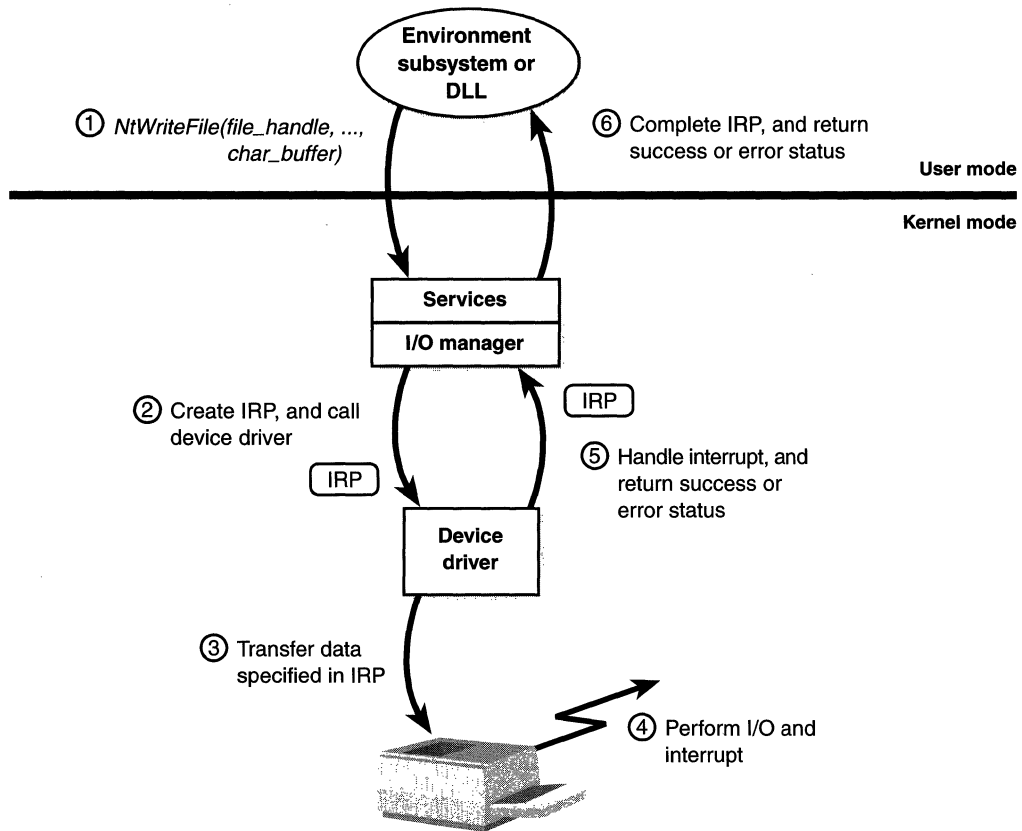 Environment
subsystem or
DLL
① NtWriteFile(file_handle, ...,
char_buffer)
⑥ Complete IRP, and return
success or error status
User mode
Kernel mode
Services
I/O manager
② Create IRP, and call
device driver
IRP
IRP
⑤ Handle interrupt, and
return success or
error status
Device
driver
③ Transfer data
specified in IRP
④ Perform I/O and
interrupt